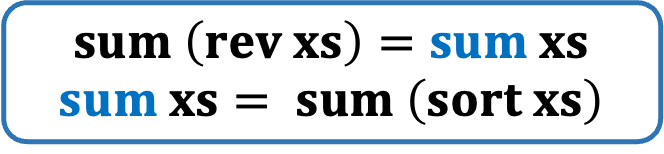 sum (rev xs) = sum xs
sum xs = sum (sort xs)